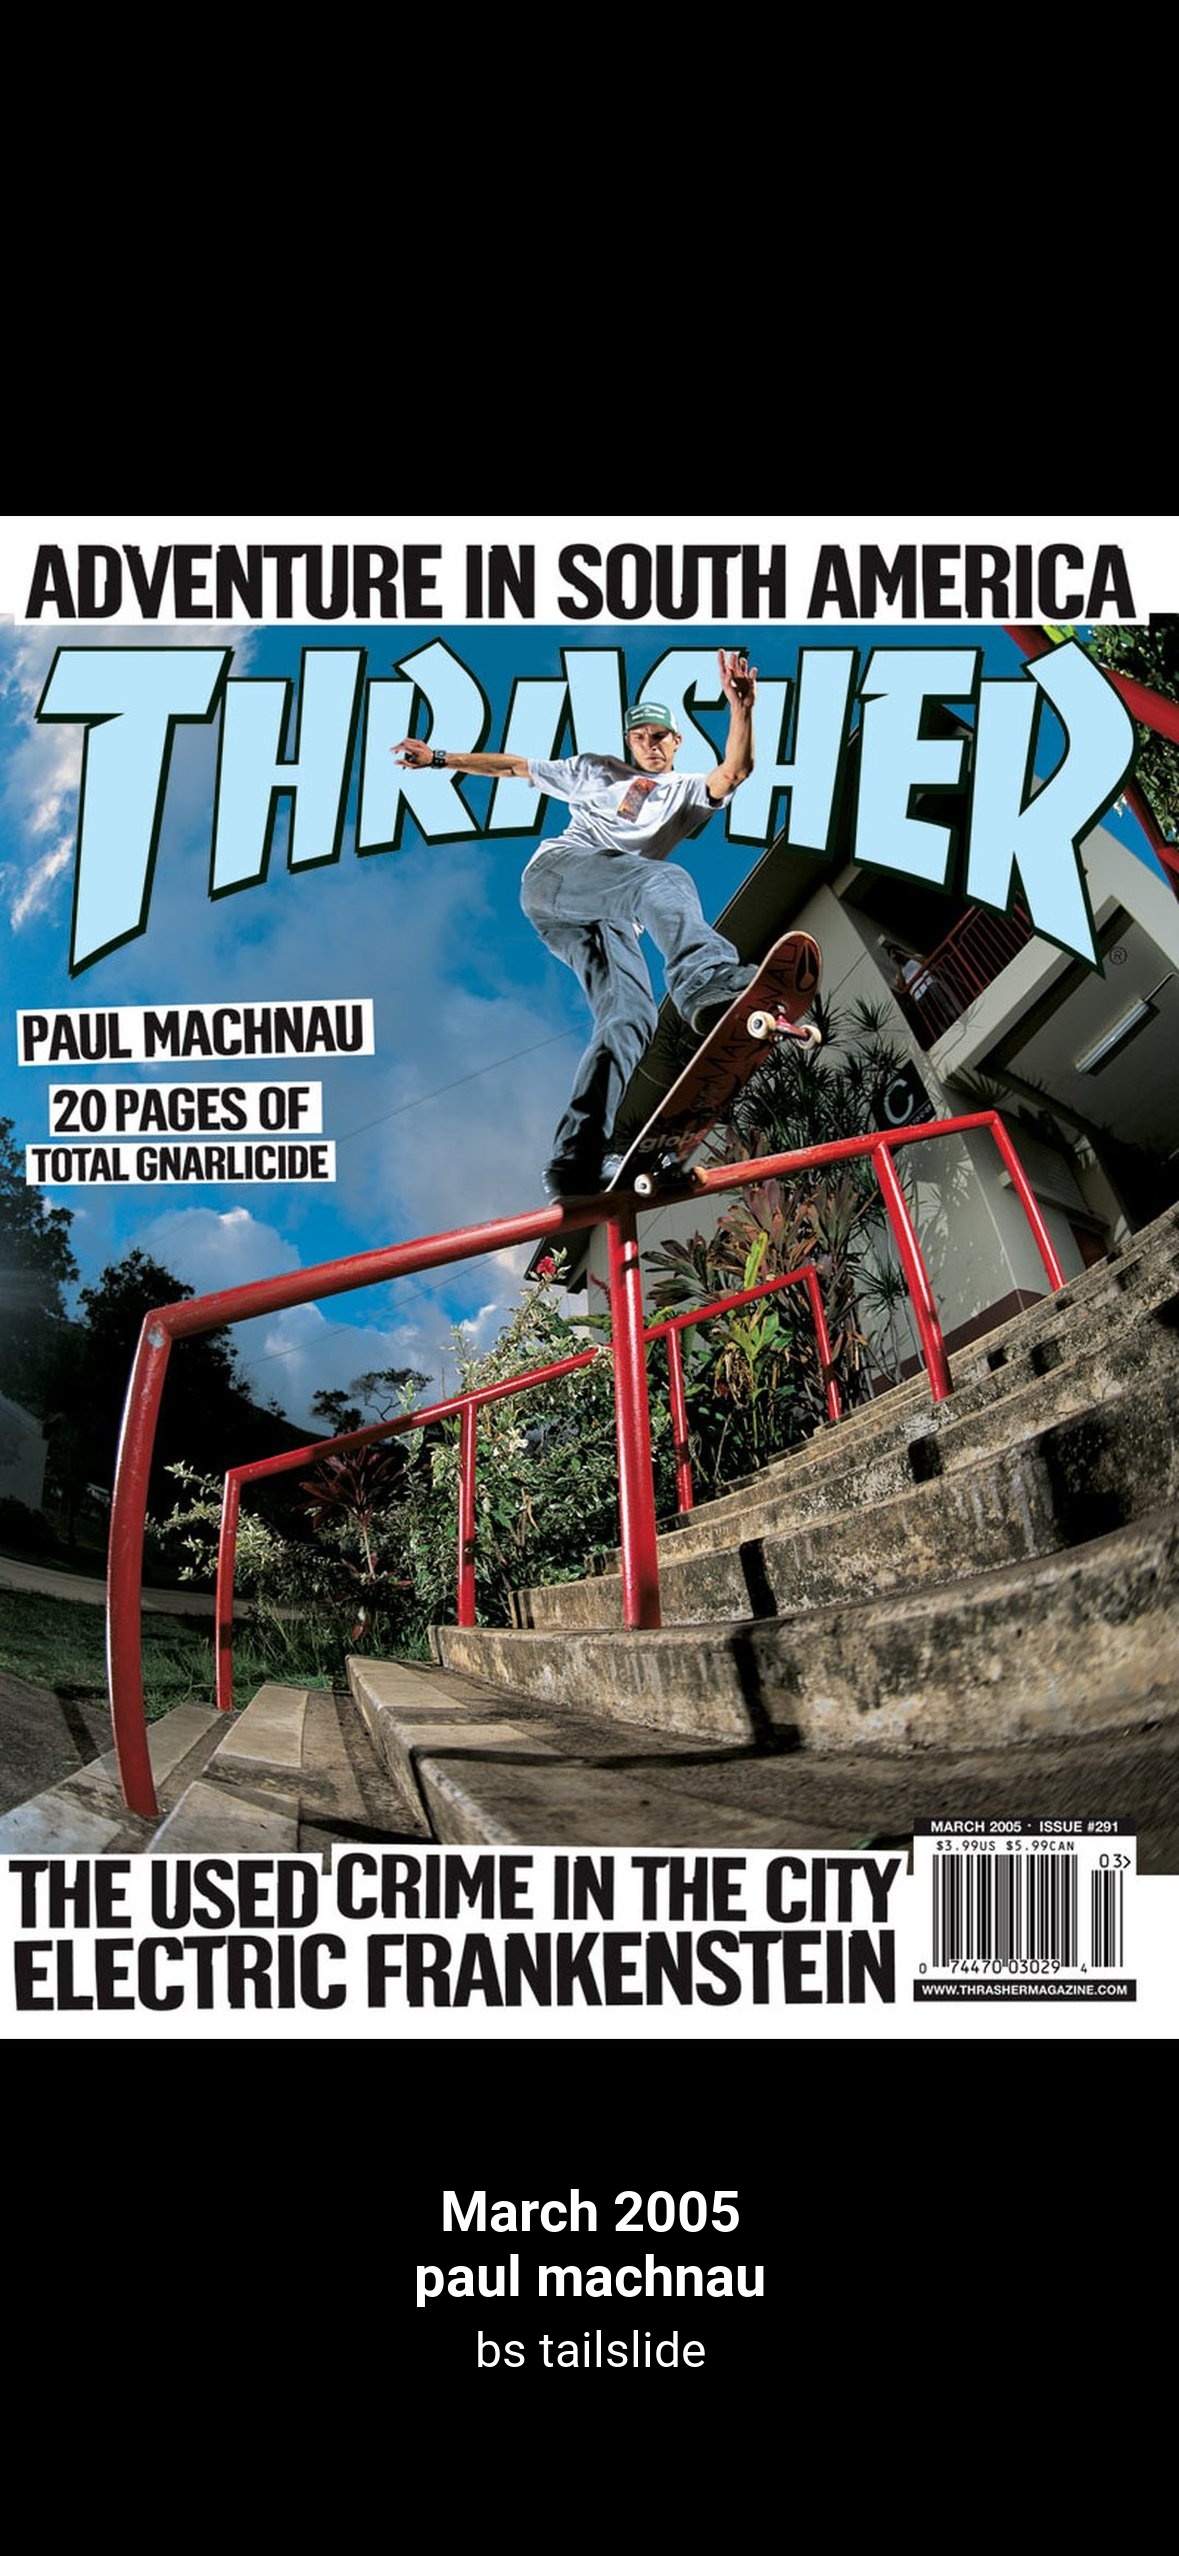 ADVENTURE IN SOUTH AMERICA
THRASHER
®
PAUL MACHNAU
20 PAGES OF
TOTAL GNARLICIDE
MACHNAU
globe
MARCH 2005 · ISSUE #291
$3.99US $5.99CAN
03>
0 74470 03029 4
WWW.THRASHERMAGAZINE.COM
THE USED CRIME IN THE CITY
ELECTRIC FRANKENSTEIN
March 2005
paul machnau
bs tailslide